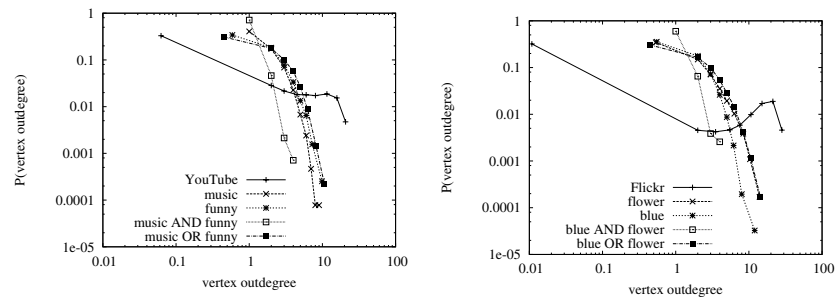 1
0.1
0.01
0.001
0.0001
1e-05
P(vertex outdegree)
YouTube
music
funny
music AND funny
music OR funny
0.01 0.1 1 10 100
vertex outdegree
1
0.1
0.01
0.001
0.0001
1e-05
P(vertex outdegree)
Flickr
flower
blue
blue AND flower
blue OR flower
0.01 0.1 1 10 100
vertex outdegree